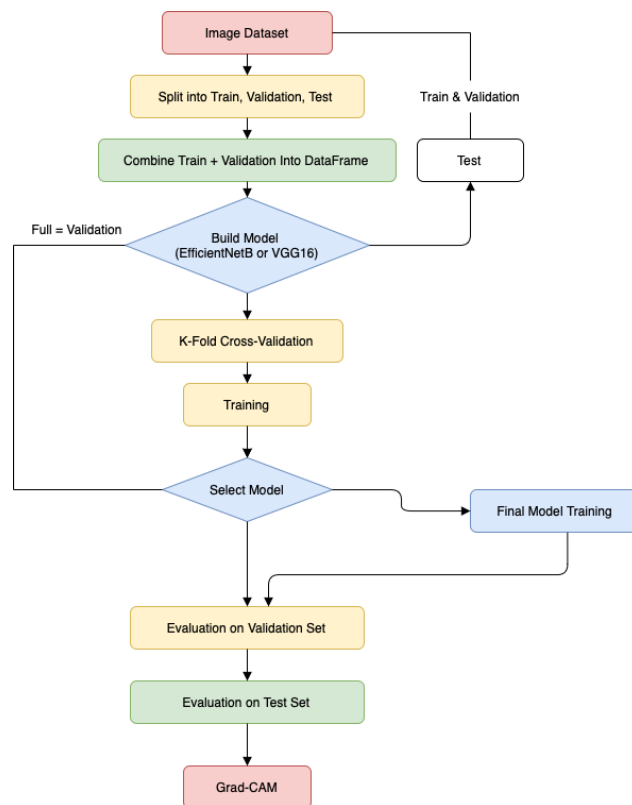 Image Dataset
Train & Validation
Split into Train, Validation, Test
Combine Train + Validation Into DataFrame
Test
Full = Validation
Build Model
(EfficientNetB or VGG16)
K-Fold Cross-Validation
Training
Select Model
Final Model Training
Evaluation on Validation Set
Evaluation on Test Set
Grad-CAM